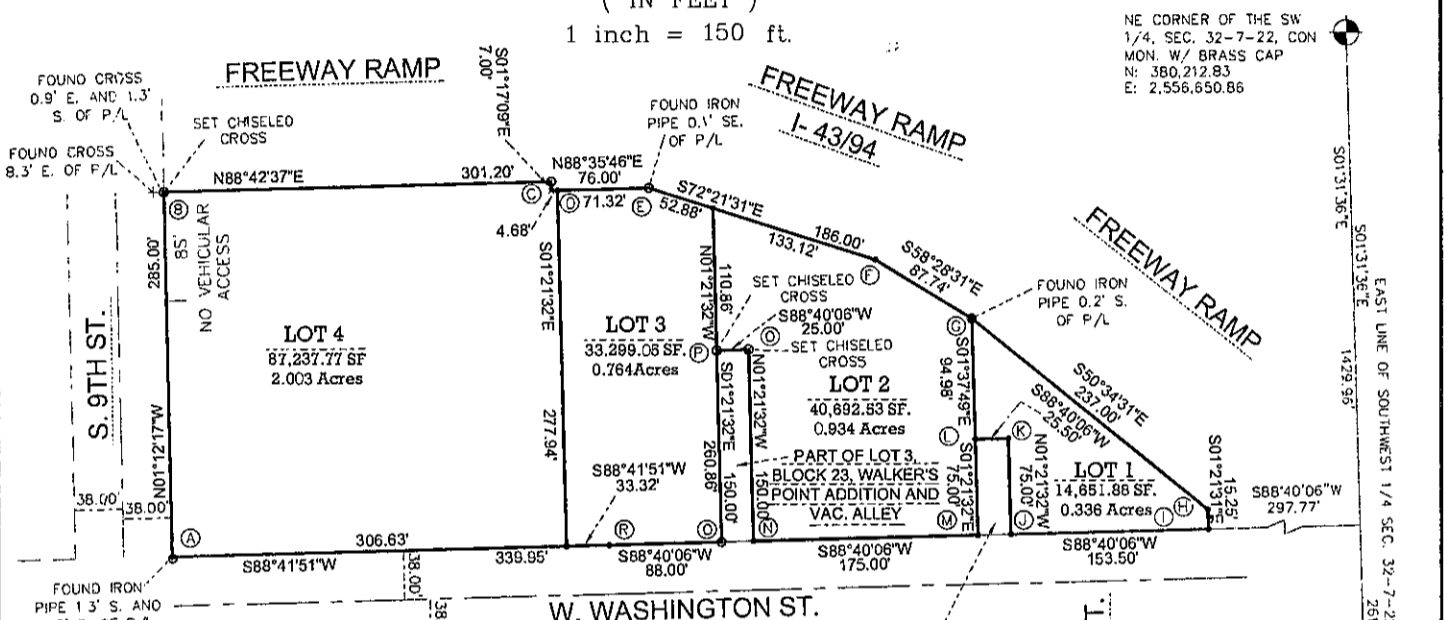 ( IN FEET )
1 inch = 150 ft.
NE CORNER OF THE SW
1/4, SEC. 32-7-22, CON
MON. W/ BRASS CAP
N: 380,212.83
E: 2,556,650.86
FOUND CROSS
0.9' E. AND 1.3'
S. OF P/L
SET CHISELED
CROSS
FOUND CROSS
8.3' E. OF P/L
FREEWAY RAMP
S01°17'09"E
7.00'
FOUND IRON
PIPE 0.1' SE.
OF P/L
FREEWAY RAMP
I- 43/94
FREEWAY RAMP
N88°42'37"E
301.20'
N88°35'46"E
76.00'
C
D
71.32'
E
4.68'
52.88'
S72°21'31"E
186.00'
133.12'
F
S58°28'31"E
87.74'
G
FOUND IRON
PIPE 0.2' S.
OF P/L
S50°34'31"E
237.00'
S01°31'36"E
S01°31'36"E
1429.96'
EAST LINE OF SOUTHWEST 1/4 SEC. 32-7-2
B
85'
NO VEHICULAR
ACCESS
285.00'
N01°12'17"W
S. 9TH ST.
38.00'
38.00'
LOT 4
87,237.77 SF
2.003 Acres
S01°21'32"E
277.94'
LOT 3
33,299.05 SF.
0.764Acres
N01°21'32"W
110.86'
SET CHISELED
CROSS
S88°40'06"W
25.00'
O
SET CHISELED
CROSS
P
S01°21'32"E
260.86'
150.00'
N01°21'32"W
150.00'
LOT 2
40,692.53 SF.
0.934 Acres
PART OF LOT 3,
BLOCK 23, WALKER'S
POINT ADDITION AND
VAC. ALLEY
S01°37'49"E
94.98'
L
S88°40'06"W
25.50'
K
S01°21'32"E
75.00'
N01°21'32"W
75.00'
LOT 1
14,651.88 SF.
0.336 Acres
H
I
S01°21'31"E
15.25'
S88°40'06"W
297.77'
A
306.63'
S88°41'51"W
339.95'
S88°41'51"W
33.32'
R
Q
S88°40'06"W
88.00'
N
M
S88°40'06"W
175.00'
J
S88°40'06"W
153.50'
FOUND IRON
PIPE 1.3' S. AND
38.00'
38
W. WASHINGTON ST.
T.
261